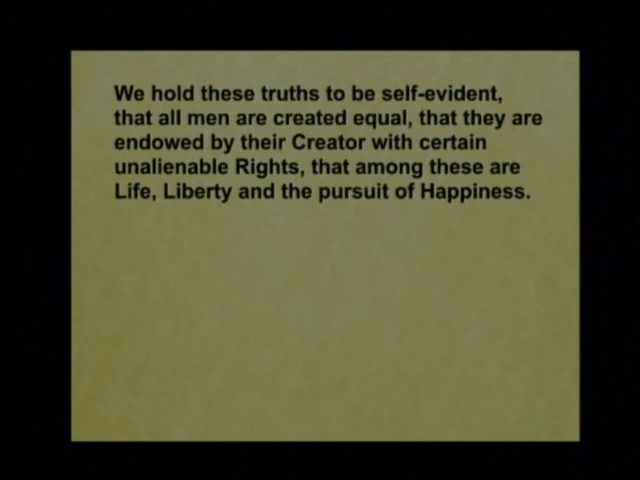 We hold these truths to be self-evident,
that all men are created equal, that they are
endowed by their Creator with certain
unalienable Rights, that among these are
Life, Liberty and the pursuit of Happiness.